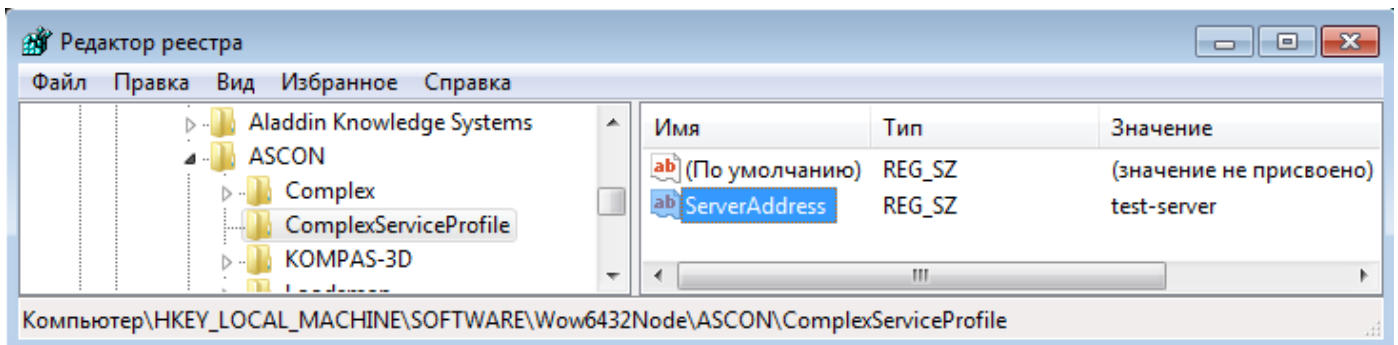 Редактор реестра
Файл Правка Вид Избранное Справка
Aladdin Knowledge Systems
ASCON
Complex
ComplexServiceProfile
KOMPAS-3D
Имя Тип Значение
(По умолчанию) REG_SZ (значение не присвоено)
ServerAddress REG_SZ test-server
Компьютер\HKEY_LOCAL_MACHINE\SOFTWARE\Wow6432Node\ASCON\ComplexServiceProfile